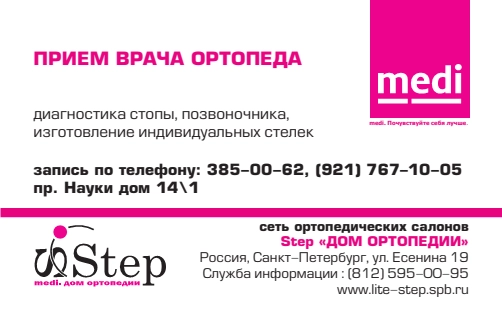 ПРИЕМ ВРАЧА ОРТОПЕДА
medi
medi. Почувствуйте себя лучше.
диагностика стопы, позвоночника,
изготовление индивидуальных стелек
запись по телефону: 385-00-62, (921) 767-10-05
пр. Науки дом 14\1
Step
medi. дом ортопедии
сеть ортопедических салонов
Step «ДОМ ОРТОПЕДИИ»
Россия, Санкт-Петербург, ул. Есенина 19
Служба информации : (812) 595-00-95
www.lite-step.spb.ru